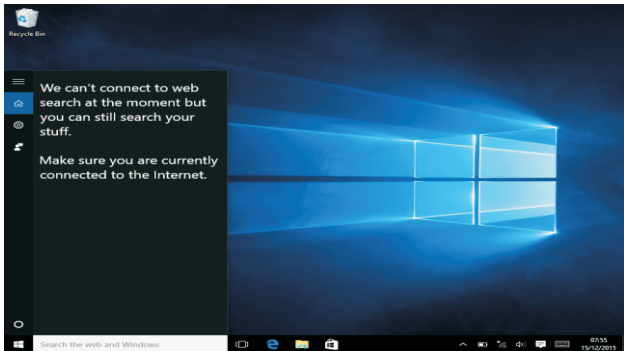 Recycle Bin
We can't connect to web
search at the moment but
you can still search your
stuff.
Make sure you are currently
connected to the Internet.
Search the web and Windows
07:55
15/12/2015